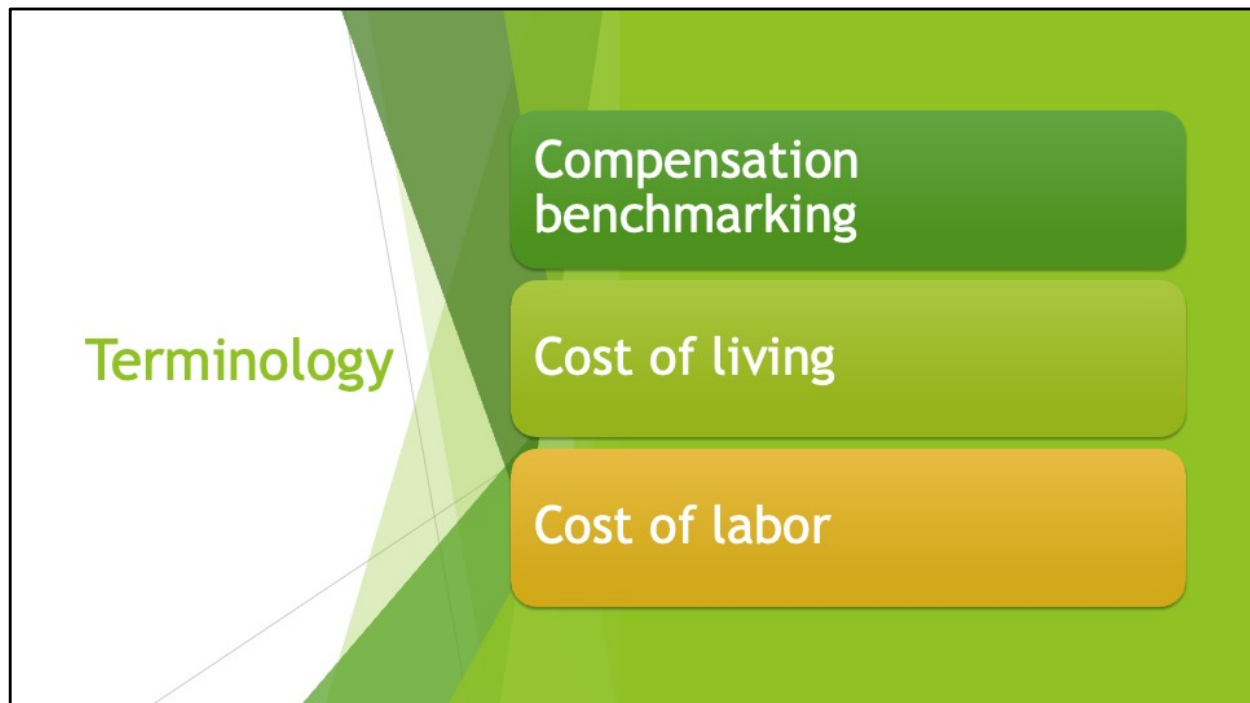 Terminology
Compensation
benchmarking
Cost of living
Cost of labor